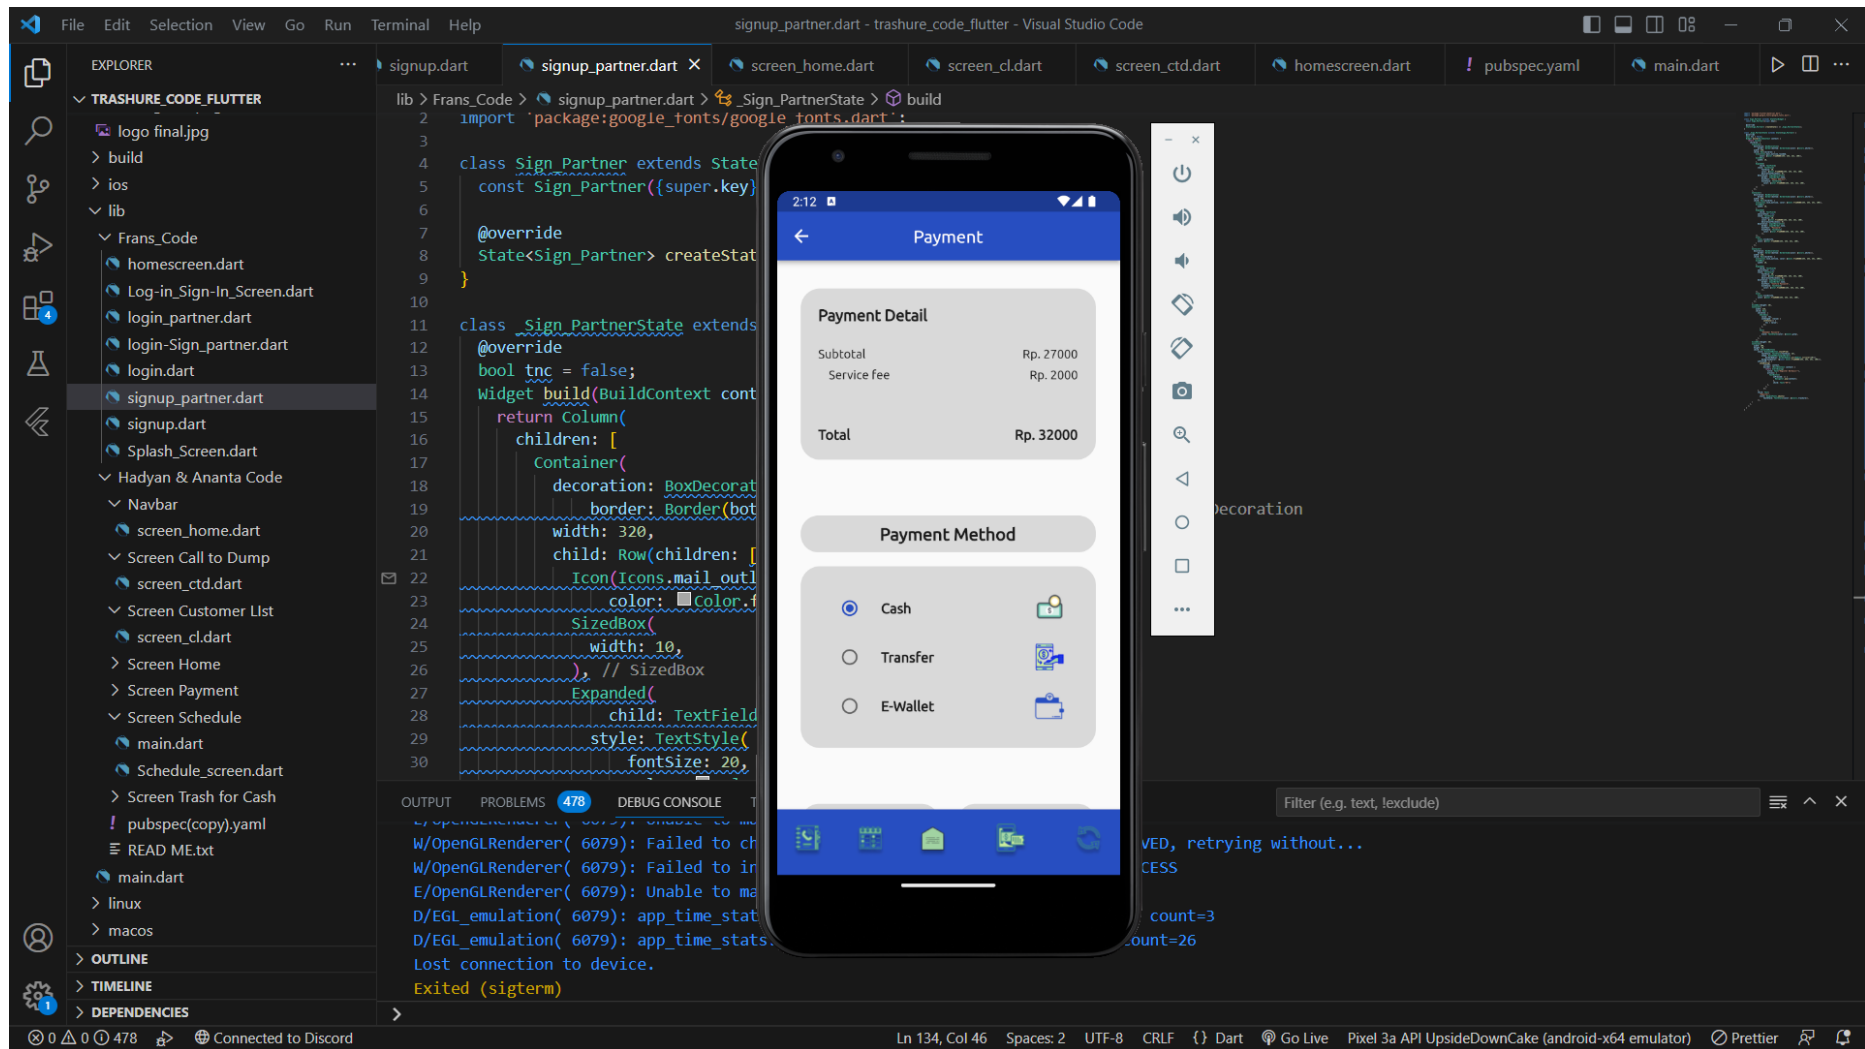 File Edit Selection View Go Run Terminal Help
signup_partner.dart - trashure_code_flutter - Visual Studio Code
EXPLORER
signup.dart
signup_partner.dart
screen_home.dart
screen_cl.dart
screen_ctd.dart
homescreen.dart
! pubspec.yaml
main.dart
TRASHURE_CODE_FLUTTER
logo final.jpg
build
ios
lib
Frans_Code
homescreen.dart
Log-in_Sign-In_Screen.dart
login_partner.dart
login-Sign_partner.dart
login.dart
signup_partner.dart
signup.dart
Splash_Screen.dart
Hadyan & Ananta Code
Navbar
screen_home.dart
Screen Call to Dump
screen_ctd.dart
Screen Customer LIst
screen_cl.dart
Screen Home
Screen Payment
Screen Schedule
main.dart
Schedule_screen.dart
Screen Trash for Cash
! pubspec(copy).yaml
READ ME.txt
main.dart
linux
macos
OUTLINE
TIMELINE
DEPENDENCIES
4
1
lib > Frans_Code > signup_partner.dart > _Sign_PartnerState > build
2 import 'package:google_fonts/google_fonts.dart';
3
4 class Sign_Partner extends State
5 const Sign_Partner({super.key}
6
7 @override
8 State<Sign_Partner> createStat
9 }
10
11 class _Sign_PartnerState extends
12 @override
13 bool tnc = false;
14 Widget build(BuildContext cont
15 return Column(
16 children: [
17 Container(
18 decoration: BoxDecorat
19 border: Border(bot
20 width: 320,
21 child: Row(children: [
22 Icon(Icons.mail_outl
23 color: Color.f
24 SizedBox(
25 width: 10,
26 ), // SizedBox
27 Expanded(
28 child: TextField
29 style: TextStyle(
30 fontSize: 20,
Decoration
2:12
Payment
Payment Detail
Subtotal Rp. 27000
Service fee Rp. 2000
Total Rp. 32000
Payment Method
Cash
Transfer
E-Wallet
OUTPUT PROBLEMS 478 DEBUG CONSOLE T
Filter (e.g. text, !exclude)
E/OpenGLRenderer( 6079): Unable to ma
W/OpenGLRenderer( 6079): Failed to ch VED, retrying without...
W/OpenGLRenderer( 6079): Failed to in CESS
E/OpenGLRenderer( 6079): Unable to ma
D/EGL_emulation( 6079): app_time_stat count=3
D/EGL_emulation( 6079): app_time_stats. ount=26
Lost connection to device.
Exited (sigterm)
0 0 478 Connected to Discord
Ln 134, Col 46 Spaces: 2 UTF-8 CRLF {} Dart Go Live Pixel 3a API UpsideDownCake (android-x64 emulator) Prettier